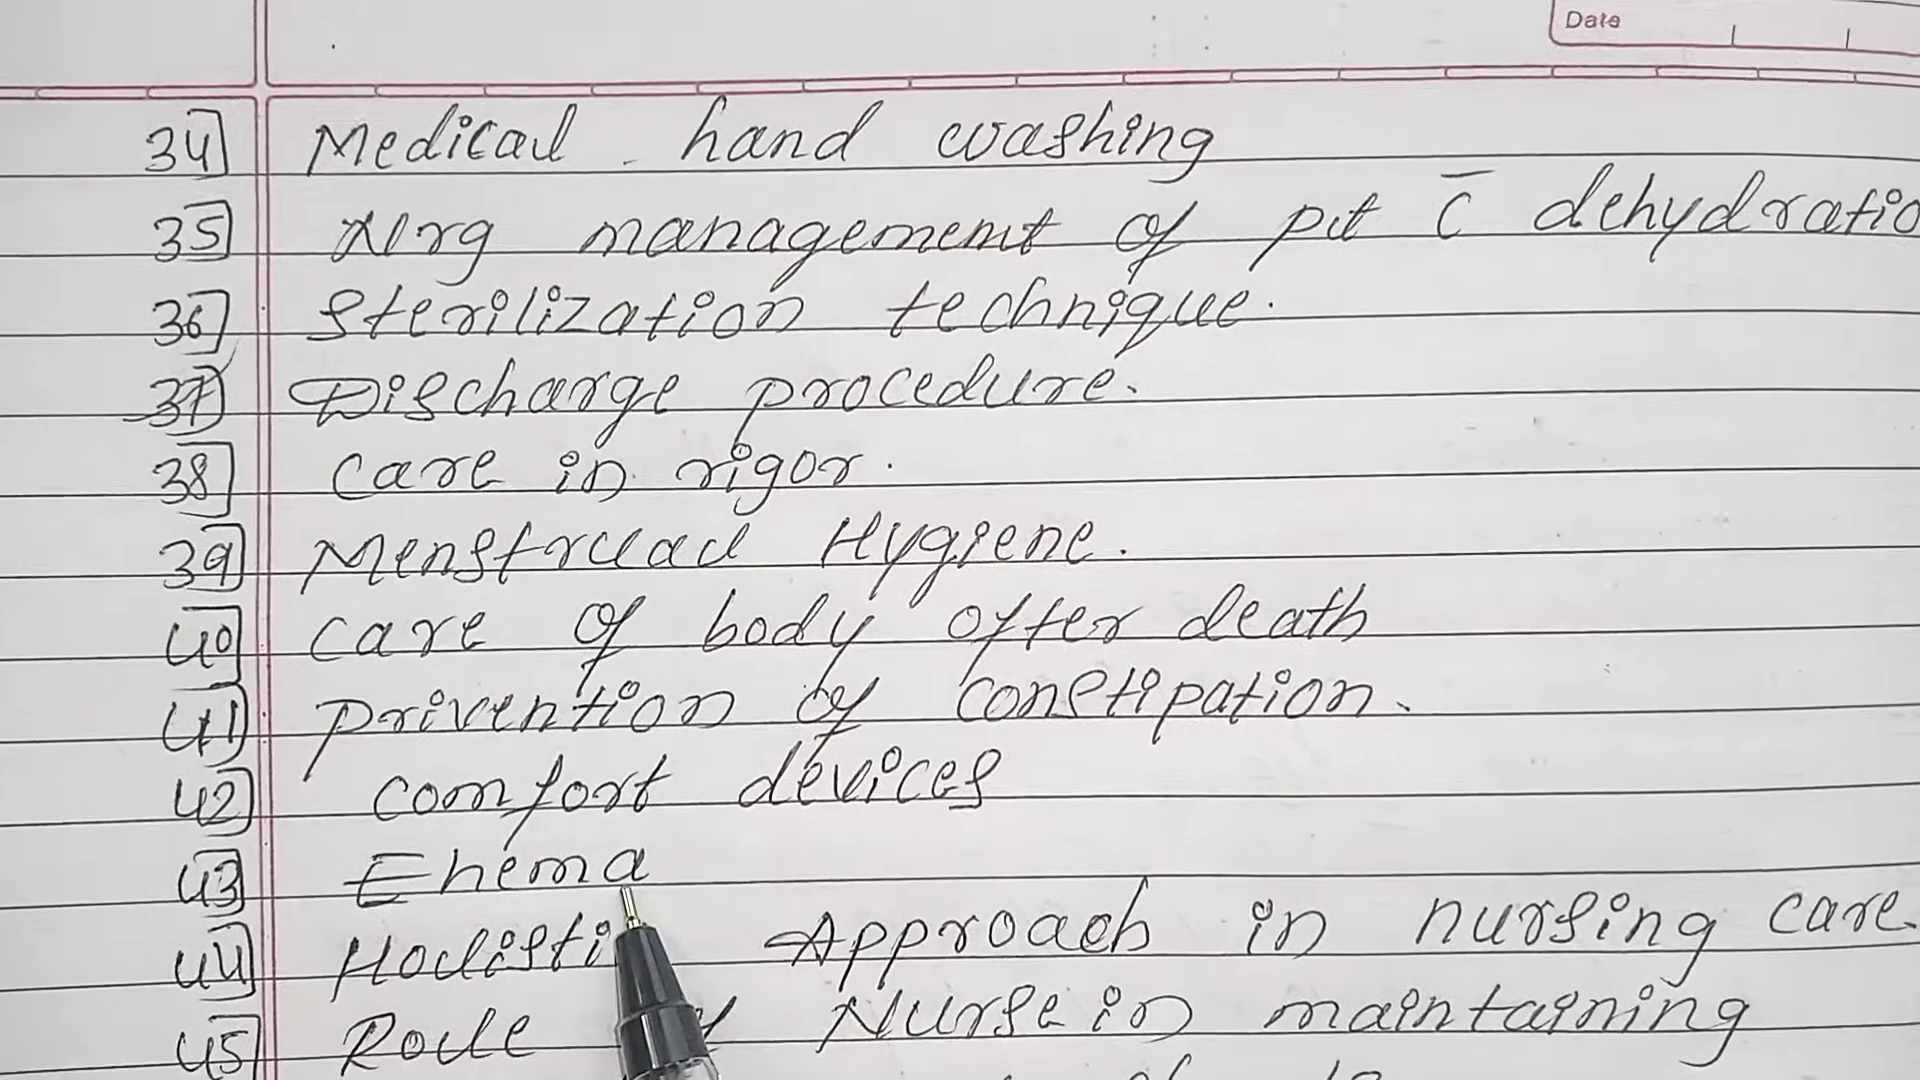 Date
34] Medical hand washing
35] Nrg management of pt c̄ dehydratio
36] Sterilization technique.
37] Discharge procedure.
38] Care in rigor.
39] Menstrual Hygiene.
40] Care of body after death
41] Privention of Constipation.
42] Comfort devices
43] Enema
44] Holisti Approach in nursing care.
45] Role of Nurse in maintaining